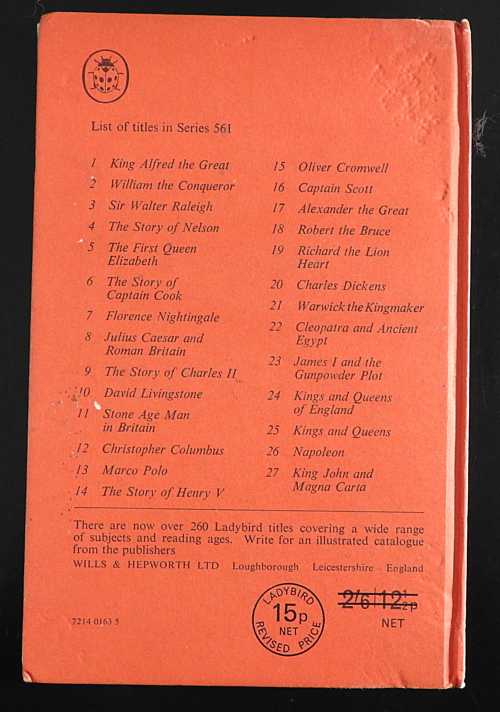 List of titles in Series 561
1 King Alfred the Great
2 William the Conqueror
3 Sir Walter Raleigh
4 The Story of Nelson
5 The First Queen
Elizabeth
6 The Story of
Captain Cook
7 Florence Nightingale
8 Julius Caesar and
Roman Britain
9 The Story of Charles II
10 David Livingstone
11 Stone Age Man
in Britain
12 Christopher Columbus
13 Marco Polo
14 The Story of Henry V
15 Oliver Cromwell
16 Captain Scott
17 Alexander the Great
18 Robert the Bruce
19 Richard the Lion
Heart
20 Charles Dickens
21 Warwick the Kingmaker
22 Cleopatra and Ancient
Egypt
23 James I and the
Gunpowder Plot
24 Kings and Queens
of England
25 Kings and Queens
26 Napoleon
27 King John and
Magna Carta
There are now over 260 Ladybird titles covering a wide range
of subjects and reading ages. Write for an illustrated catalogue
from the publishers
WILLS & HEPWORTH LTD Loughborough Leicestershire England
7214 0163 5
LADYBIRD
15p
NET
REVISED PRICE
2/6 12½p
NET